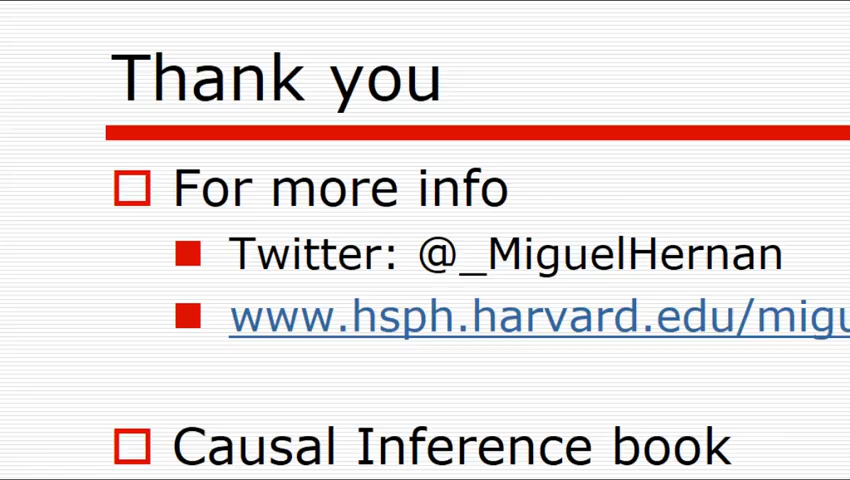 Thank you
For more info
Twitter: @_MiguelHernan
www.hsph.harvard.edu/migu
Causal Inference book